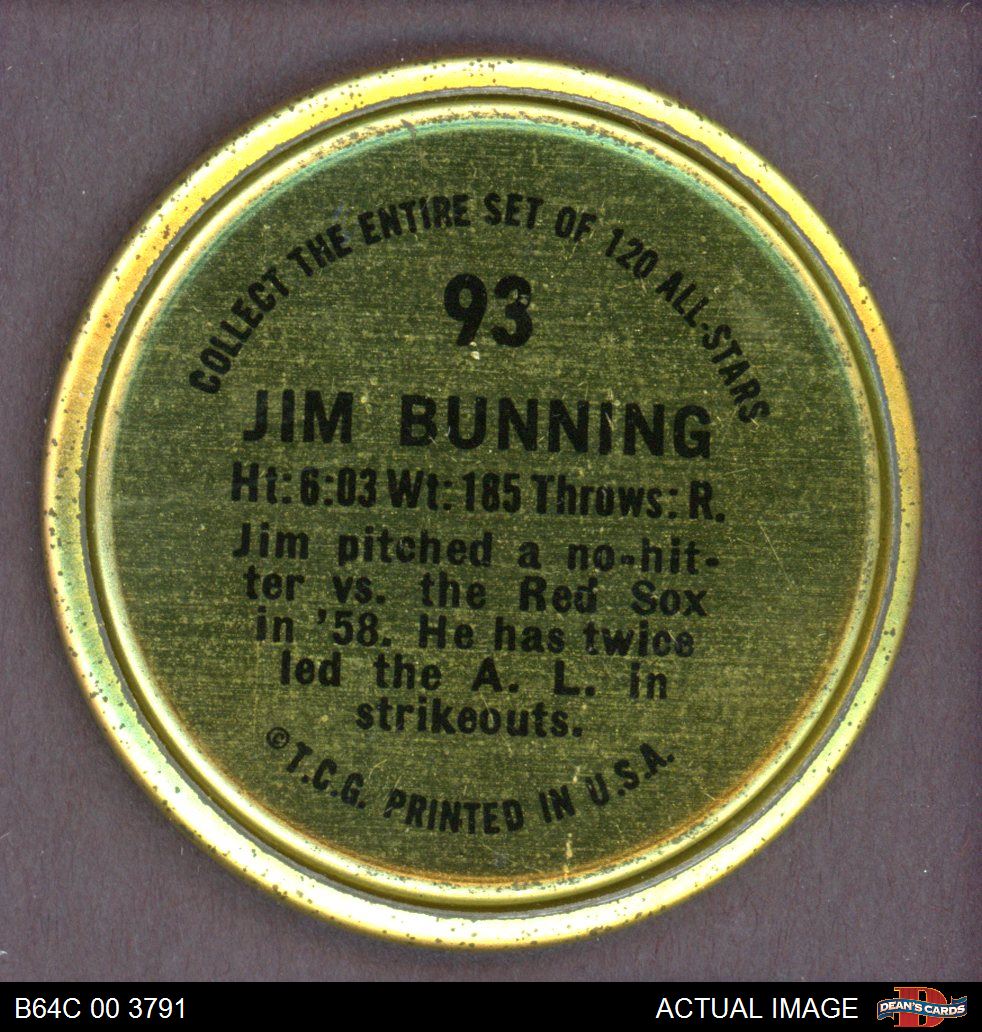 COLLECT THE ENTIRE SET OF 120 ALL-STARS
93
JIM BUNNING
Ht: 6:03 Wt: 185 Throws: R.
Jim pitched a no-hit-
ter vs. the Red Sox
in '58. He has twice
led the A. L. in
strikeouts.
© T.C.G. PRINTED IN U.S.A.
B64C 00 3791
ACTUAL IMAGE
D
DEAN'S CARDS